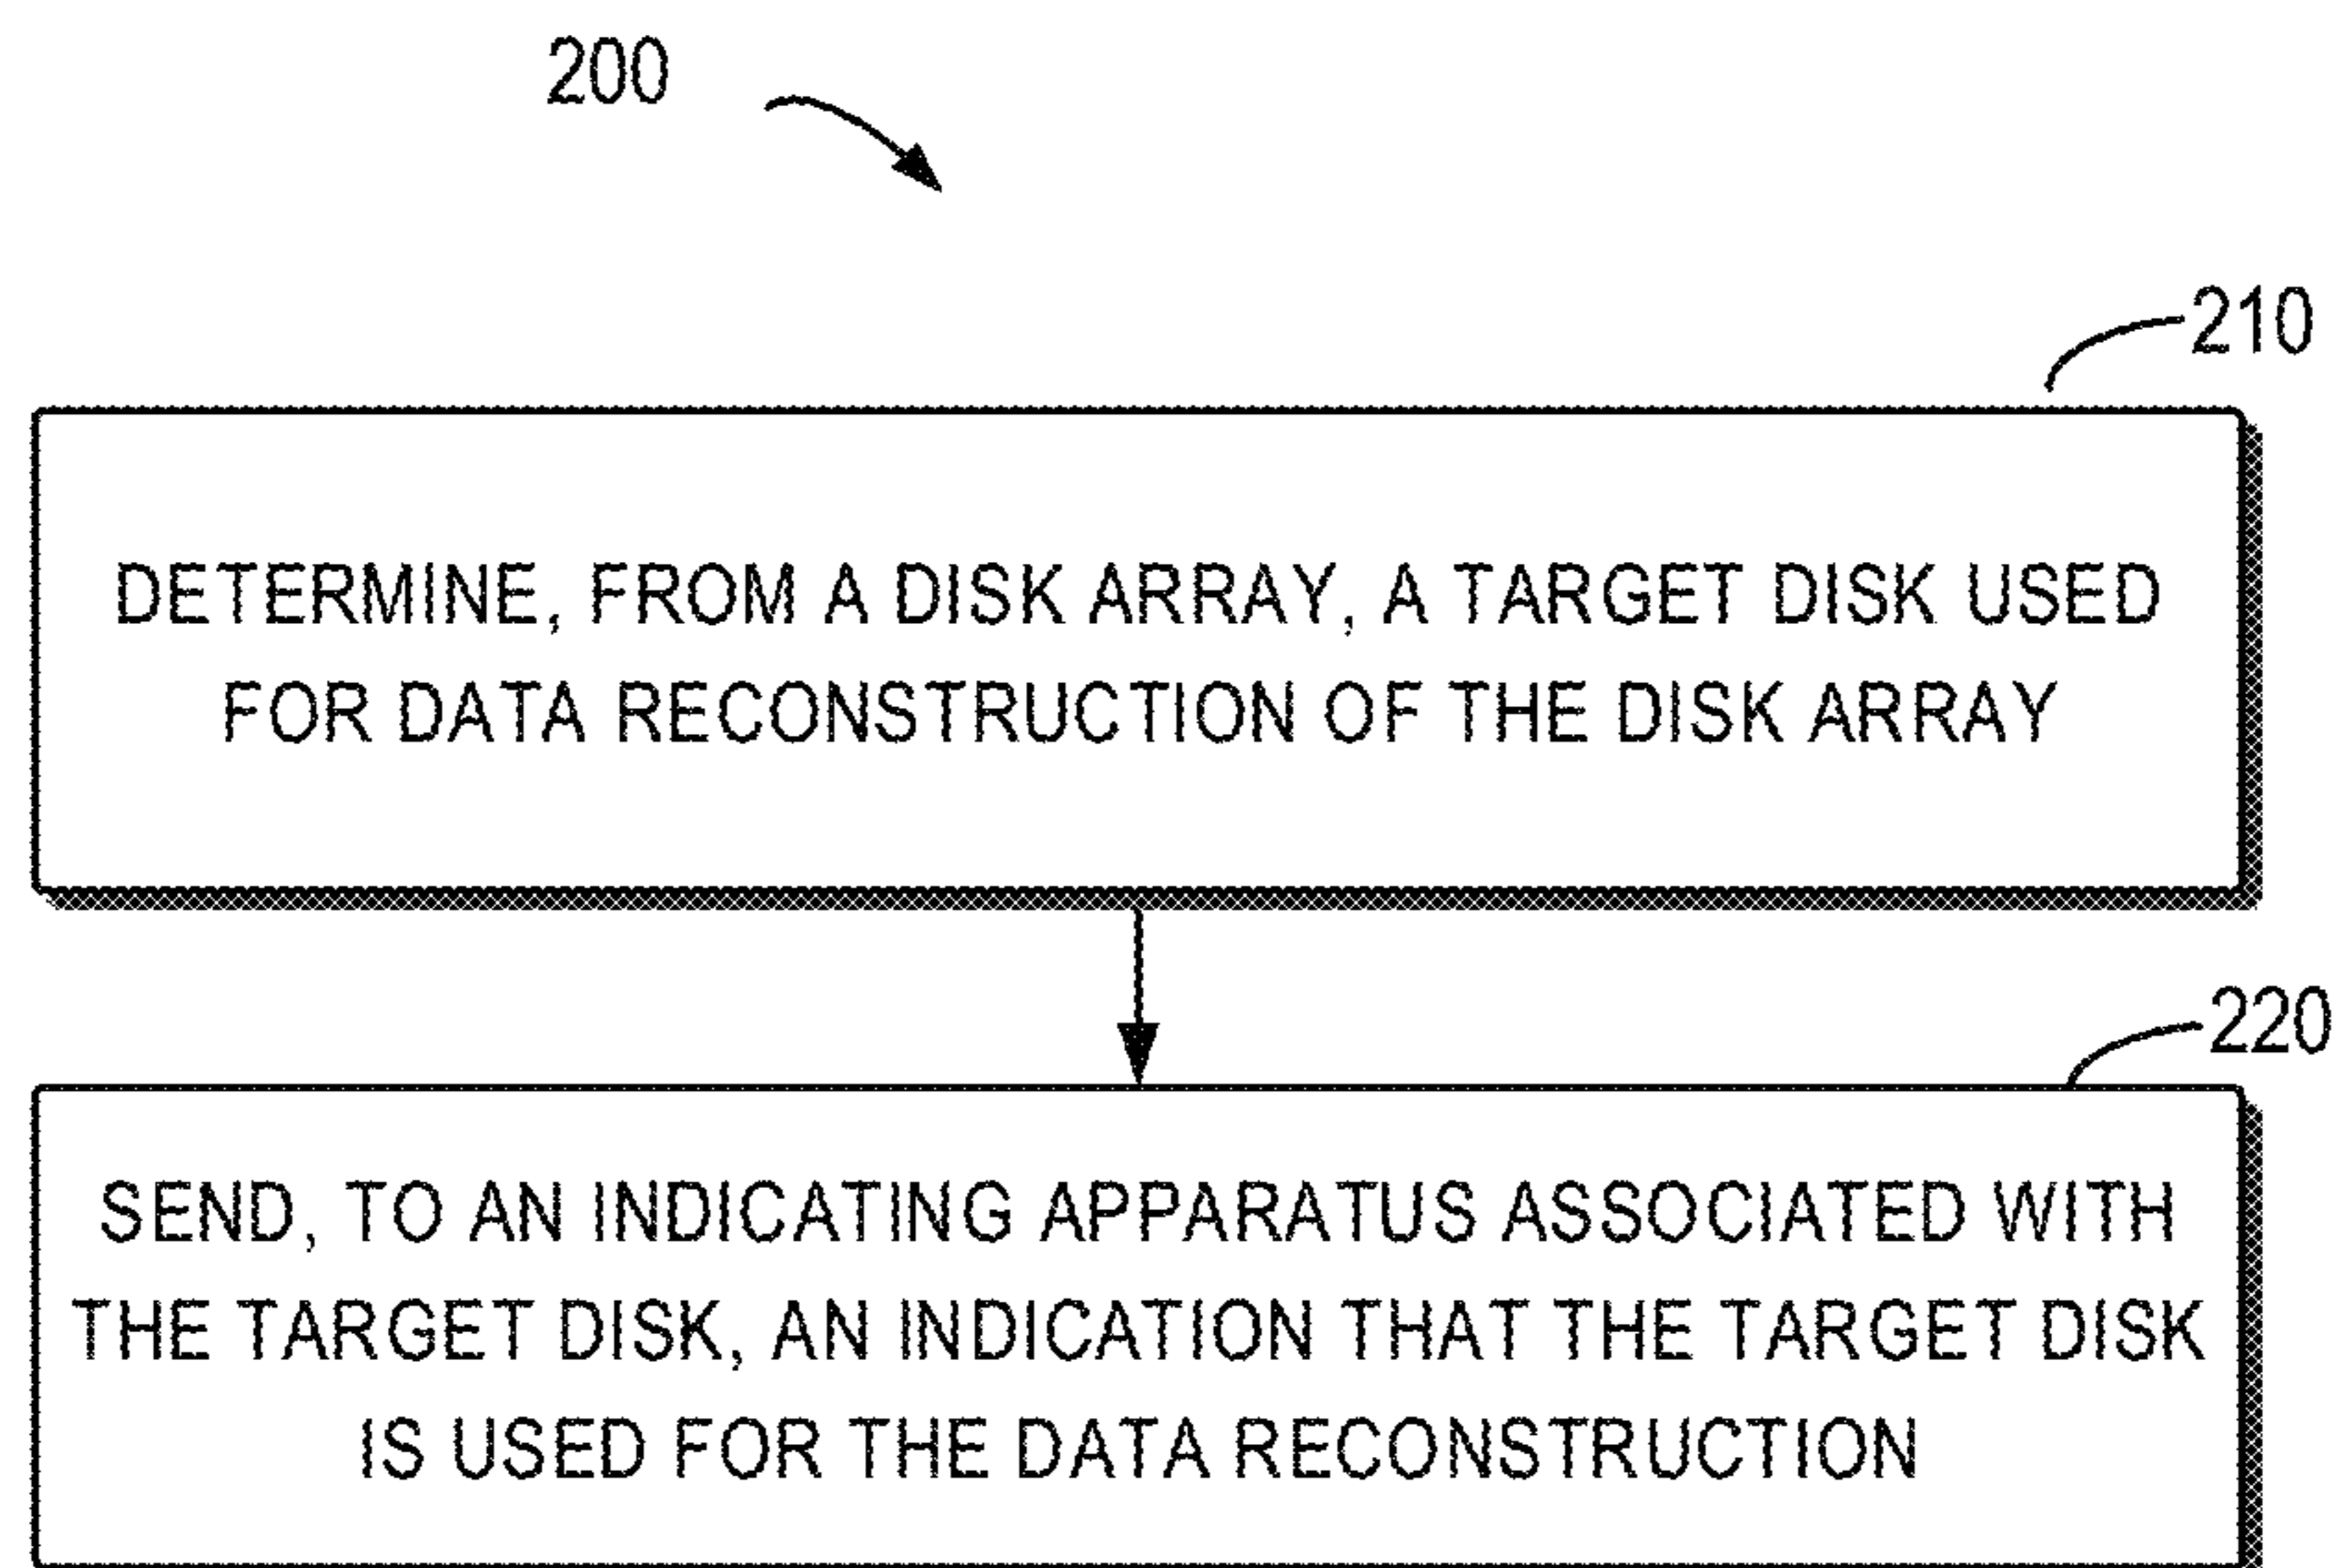 200
210
DETERMINE, FROM A DISK ARRAY, A TARGET DISK USED
FOR DATA RECONSTRUCTION OF THE DISK ARRAY
220
SEND, TO AN INDICATING APPARATUS ASSOCIATED WITH
THE TARGET DISK, AN INDICATION THAT THE TARGET DISK
IS USED FOR THE DATA RECONSTRUCTION